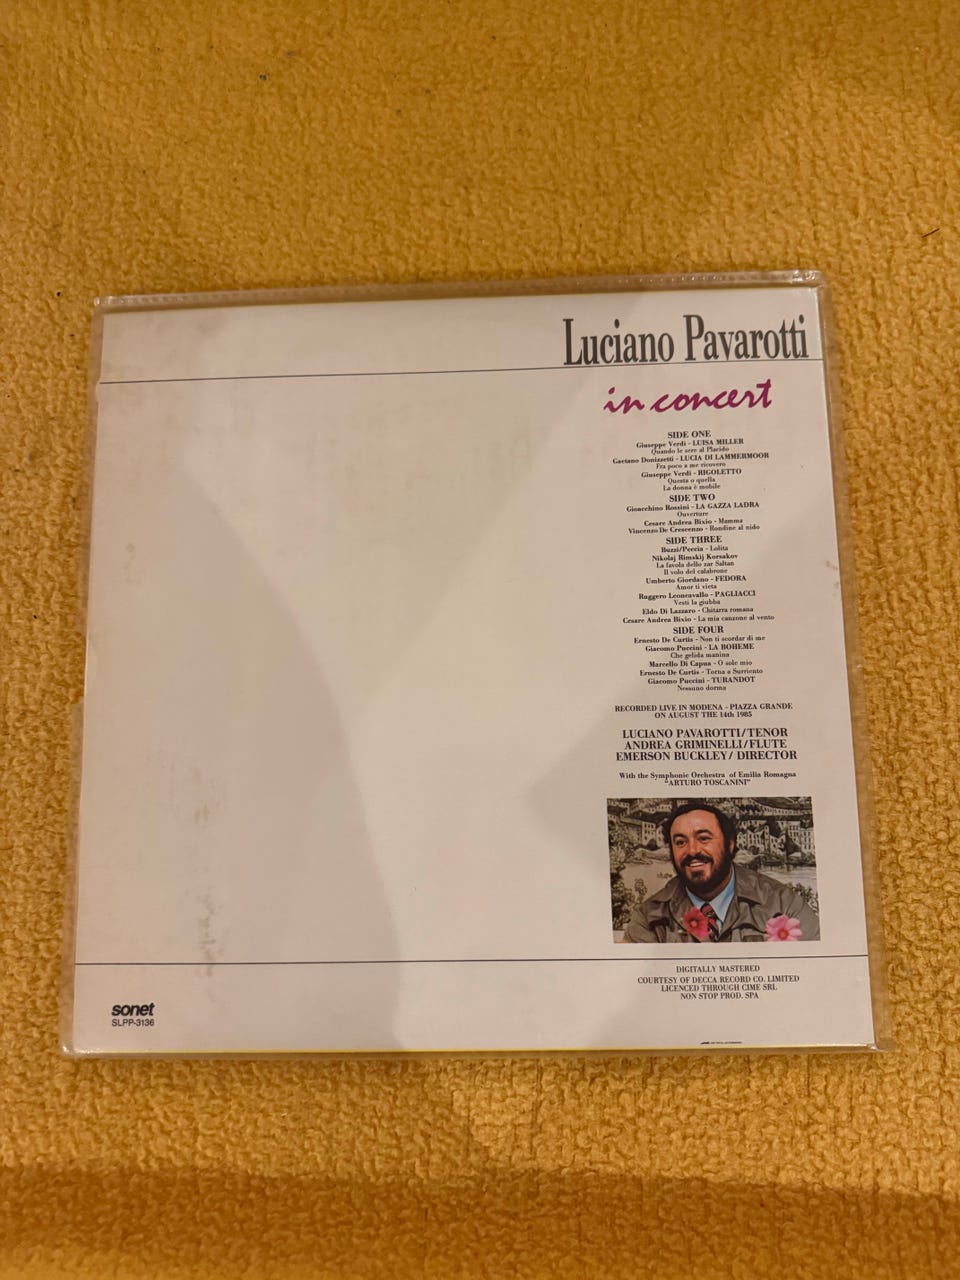 Luciano Pavarotti
in concert
SIDE ONE
Giuseppe Verdi - LUISA MILLER
Quando le sere al Placido
Gaetano Donizetti - LUCIA DI LAMMERMOOR
Fra poco a me ricovero
Giuseppe Verdi - RIGOLETTO
Questa o quella
La donna è mobile
SIDE TWO
Gioacchino Rossini - LA GAZZA LADRA
Ouverture
Cesare Andrea Bixio - Mamma
Vincenzo De Crescenzo - Rondine al nido
SIDE THREE
Buzzi/Peccia - Lolita
Nikolaj Rimskij Korsakov
La favola dello zar Saltan
Il volo del calabrone
Umberto Giordano - FEDORA
Amor ti vieta
Ruggero Leoncavallo - PAGLIACCI
Vesti la giubba
Eldo Di Lazzaro - Chitarra romana
Cesare Andrea Bixio - La mia canzone al vento
SIDE FOUR
Ernesto De Curtis - Non ti scordar di me
Giacomo Puccini - LA BOHEME
Che gelida manina
Marcello Di Capua - O sole mio
Ernesto De Curtis - Torna a Surriento
Giacomo Puccini - TURANDOT
Nessuno dorma
RECORDED LIVE IN MODENA - PIAZZA GRANDE
ON AUGUST THE 14th 1985
LUCIANO PAVAROTTI/TENOR
ANDREA GRIMINELLI/FLUTE
EMERSON BUCKLEY/ DIRECTOR
With the Symphonic Orchestra of Emilia Romagna
"ARTURO TOSCANINI"
DIGITALLY MASTERED
COURTESY OF DECCA RECORD CO. LIMITED
LICENCED THROUGH CIME SRL
NON STOP PROD. SPA
sonet
SLPP-3136